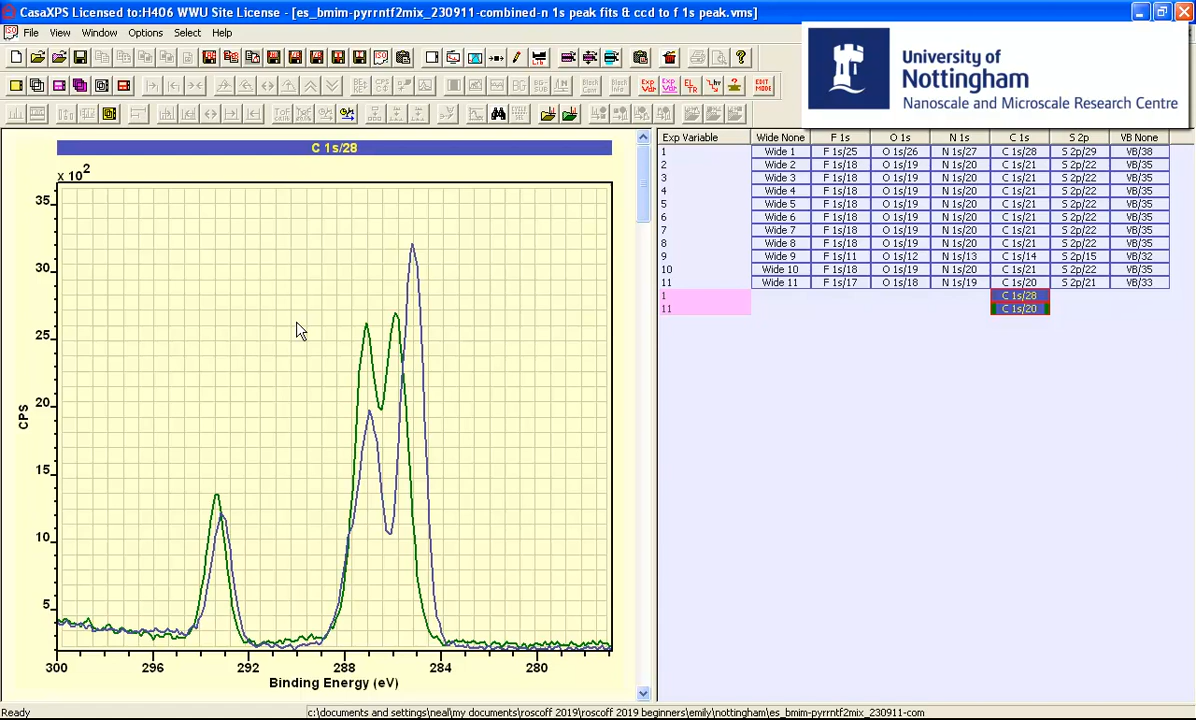 CasaXPS Licensed to:H406 WWU Site License - [es_bmim-pyrrntf2mix_230911-combined-n 1s peak fits & ccd to f 1s peak.vms]
File View Window Options Select Help
University of
Nottingham
Nanoscale and Microscale Research Centre
C 1s/28
x 10²
35
30
25
20
15
10
5
CPS
300 296 292 288 284 280
Binding Energy (eV)
Exp Variable Wide None F 1s O 1s N 1s C 1s S 2p VB None
1 Wide 1 F 1s/25 O 1s/26 N 1s/27 C 1s/28 S 2p/29 VB/38
2 Wide 2 F 1s/18 O 1s/19 N 1s/20 C 1s/21 S 2p/22 VB/35
3 Wide 3 F 1s/18 O 1s/19 N 1s/20 C 1s/21 S 2p/22 VB/35
4 Wide 4 F 1s/18 O 1s/19 N 1s/20 C 1s/21 S 2p/22 VB/35
5 Wide 5 F 1s/18 O 1s/19 N 1s/20 C 1s/21 S 2p/22 VB/35
6 Wide 6 F 1s/18 O 1s/19 N 1s/20 C 1s/21 S 2p/22 VB/35
7 Wide 7 F 1s/18 O 1s/19 N 1s/20 C 1s/21 S 2p/22 VB/35
8 Wide 8 F 1s/18 O 1s/19 N 1s/20 C 1s/21 S 2p/22 VB/35
9 Wide 9 F 1s/11 O 1s/12 N 1s/13 C 1s/14 S 2p/15 VB/32
10 Wide 10 F 1s/18 O 1s/19 N 1s/20 C 1s/21 S 2p/22 VB/35
11 Wide 11 F 1s/17 O 1s/18 N 1s/19 C 1s/20 S 2p/21 VB/33
1 C 1s/28
11 C 1s/20
Ready c:\documents and settings\neal\my documents\roscoff 2019\roscoff 2019 beginners\emily\nottingham\es_bmim-pyrrntf2mix_230911-com